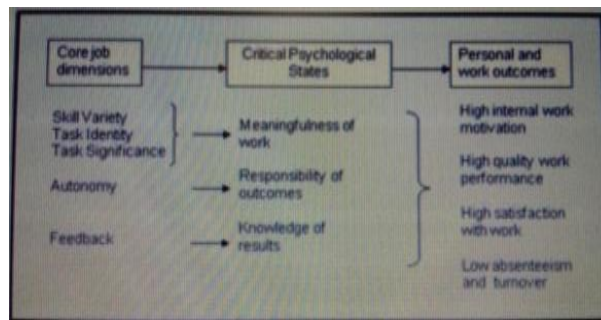 Core job
dimensions
Critical Psychological
States
Personal and
work outcomes
Skill Variety
Task Identity
Task Significance
Meaningfulness of
work
Autonomy
Responsibility of
outcomes
Feedback
Knowledge of
results
High internal work
motivation
High quality work
performance
High satisfaction
with work
Low absenteeism
and turnover